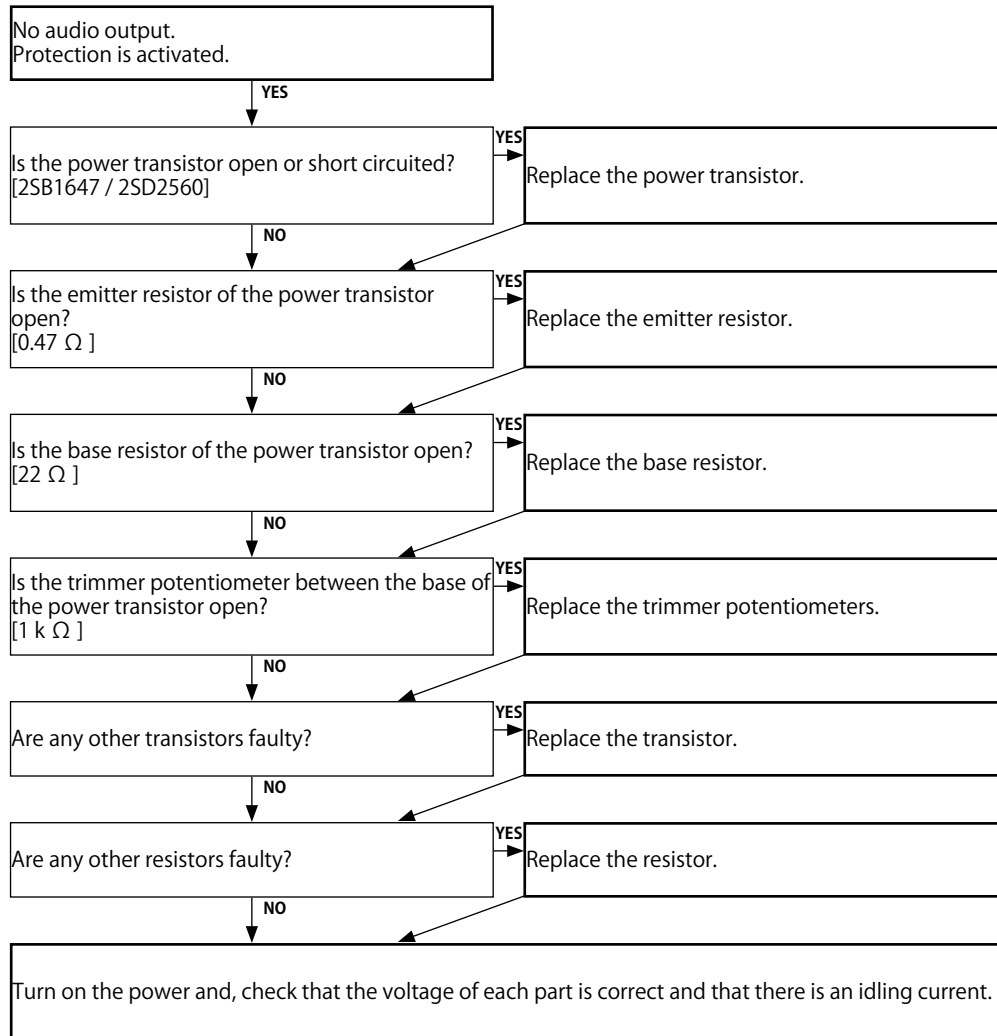 No audio output.
Protection is activated.
YES
Is the power transistor open or short circuited?
[2SB1647 / 2SD2560]
YES
Replace the power transistor.
NO
Is the emitter resistor of the power transistor
open?
[0.47 Ω ]
YES
Replace the emitter resistor.
NO
Is the base resistor of the power transistor open?
[22 Ω ]
YES
Replace the base resistor.
NO
Is the trimmer potentiometer between the base of
the power transistor open?
[1 k Ω ]
YES
Replace the trimmer potentiometers.
NO
Are any other transistors faulty?
YES
Replace the transistor.
NO
Are any other resistors faulty?
YES
Replace the resistor.
NO
Turn on the power and, check that the voltage of each part is correct and that there is an idling current.